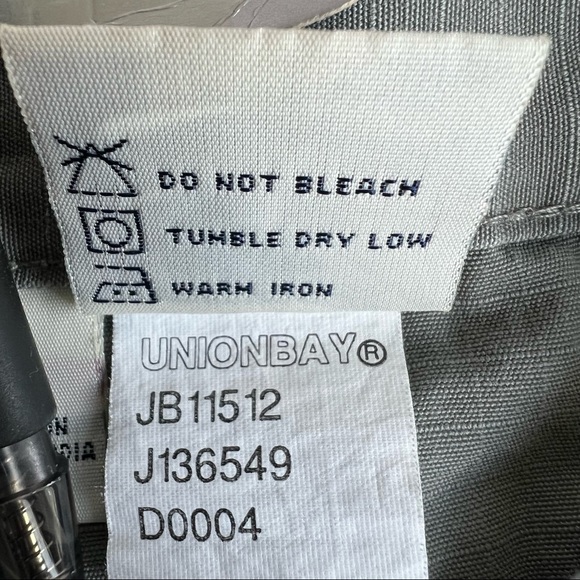 DO NOT BLEACH
TUMBLE DRY LOW
WARM IRON
UNIONBAY®
JB11512
J136549
D0004